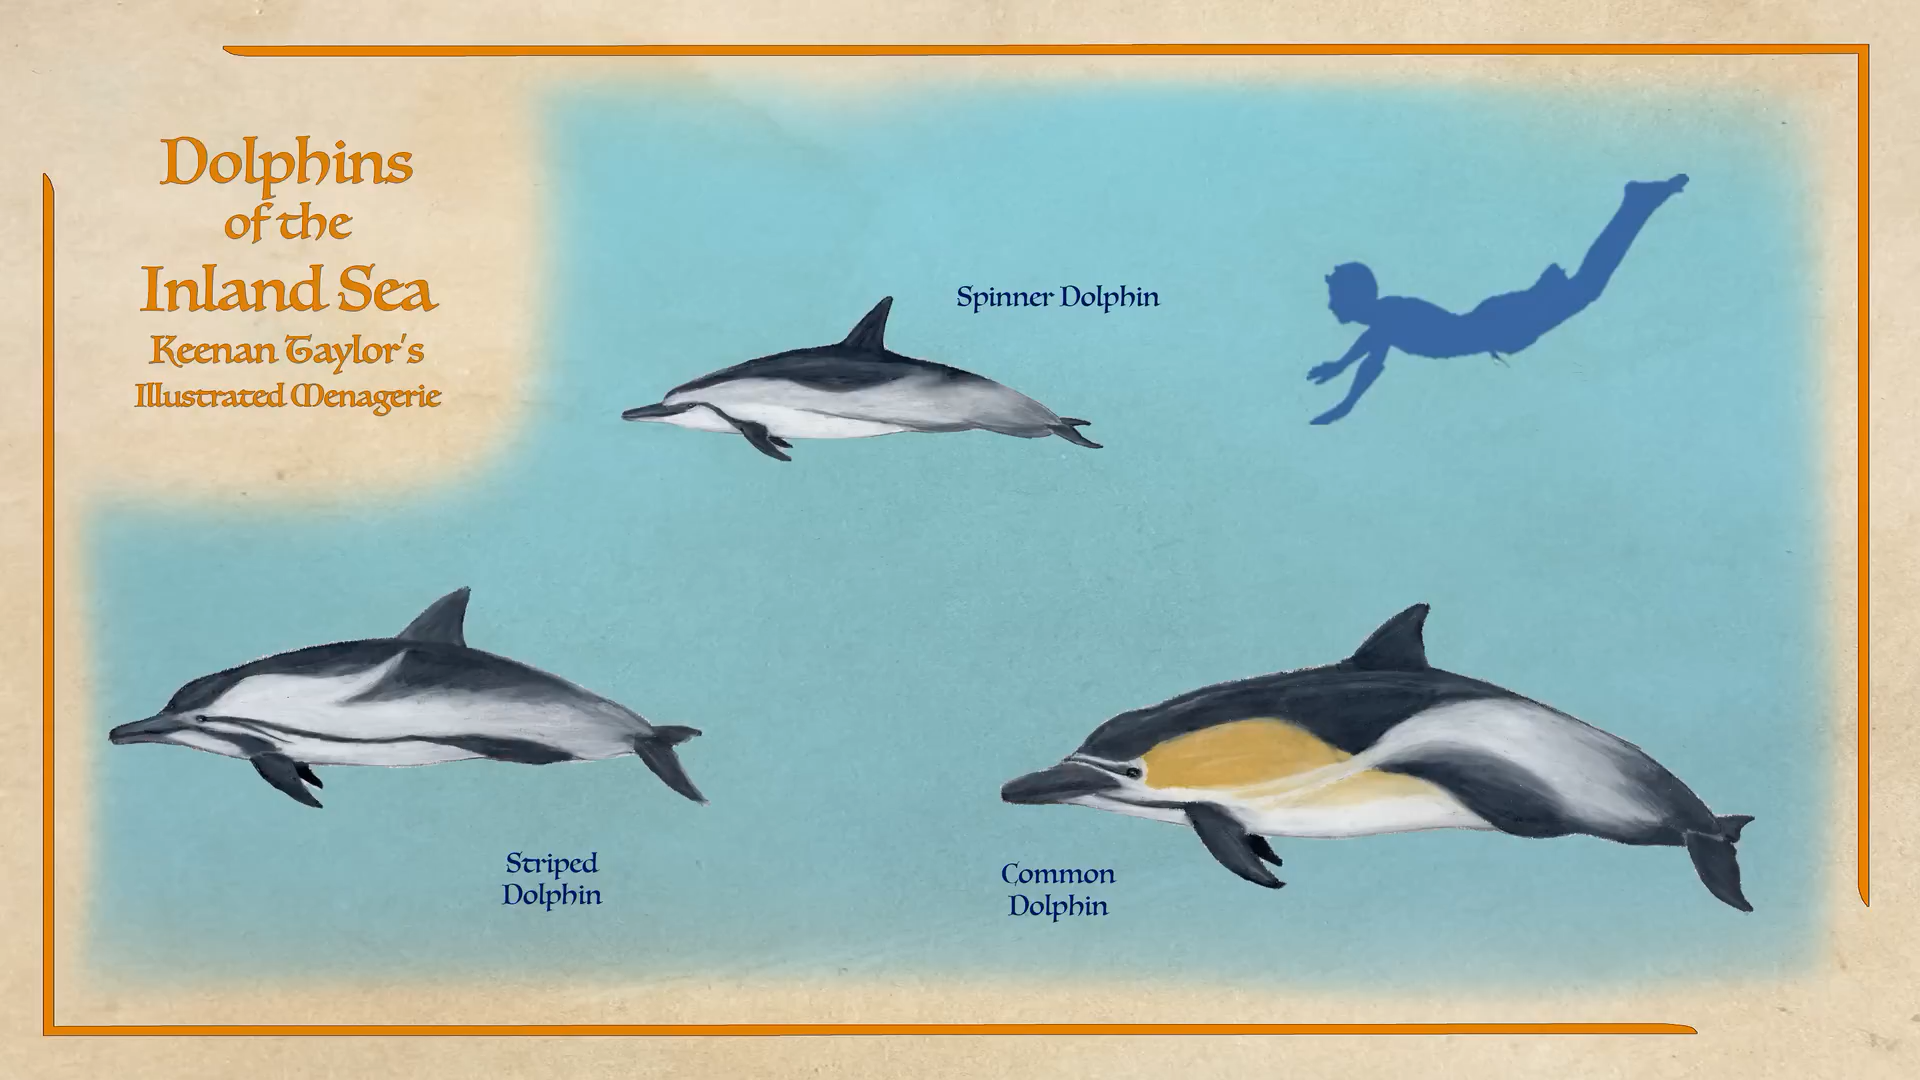 Dolphins
of the
Inland Sea
Keenan Taylor's
Illustrated Menagerie
Spinner Dolphin
Striped
Dolphin
Common
Dolphin